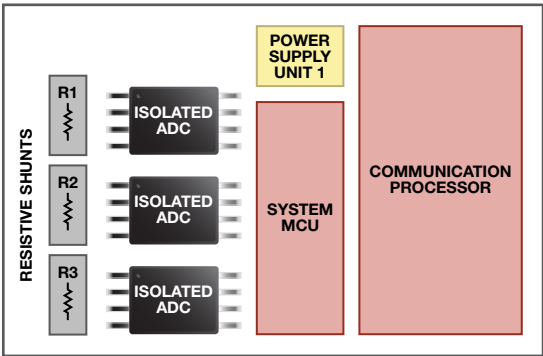 RESISTIVE SHUNTS
R1
R2
R3
ISOLATED
ADC
ISOLATED
ADC
ISOLATED
ADC
POWER
SUPPLY
UNIT 1
SYSTEM
MCU
COMMUNICATION
PROCESSOR